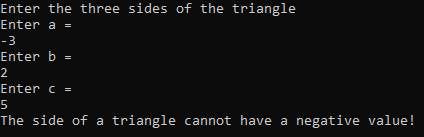 Enter the three sides of the triangle
Enter a =
-3
Enter b =
2
Enter c =
5
The side of a triangle cannot have a negative value!